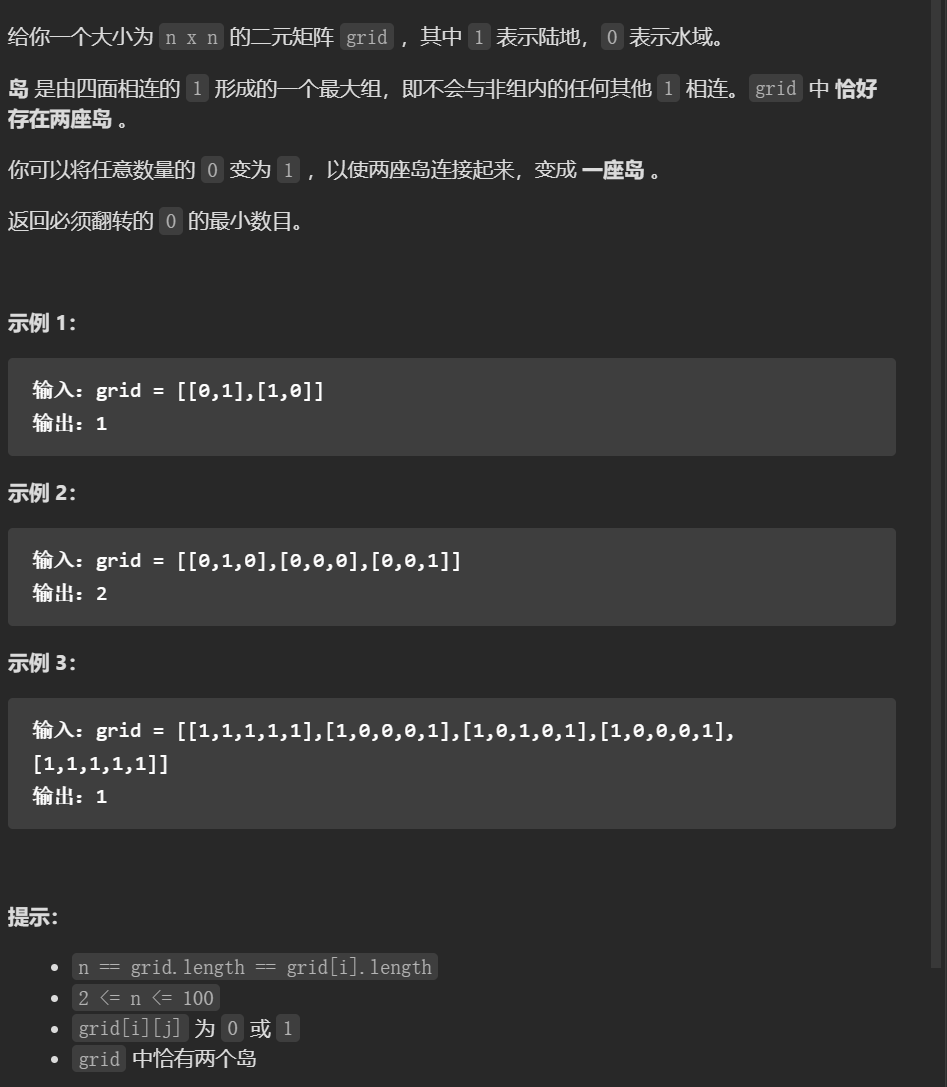 给你一个大小为 n x n 的二元矩阵 grid ，其中 1 表示陆地，0 表示水域。
岛 是由四面相连的 1 形成的一个最大组，即不会与非组内的任何其他 1 相连。grid 中 恰好
存在两座岛 。
你可以将任意数量的 0 变为 1 ，以使两座岛连接起来，变成 一座岛 。
返回必须翻转的 0 的最小数目。
示例 1：
输入：grid = [[0,1],[1,0]]
输出：1
示例 2：
输入：grid = [[0,1,0],[0,0,0],[0,0,1]]
输出：2
示例 3：
输入：grid = [[1,1,1,1,1],[1,0,0,0,1],[1,0,1,0,1],[1,0,0,0,1],
[1,1,1,1,1]]
输出：1
提示：
• n == grid.length == grid[i].length
• 2 <= n <= 100
• grid[i][j] 为 0 或 1
• grid 中恰有两个岛